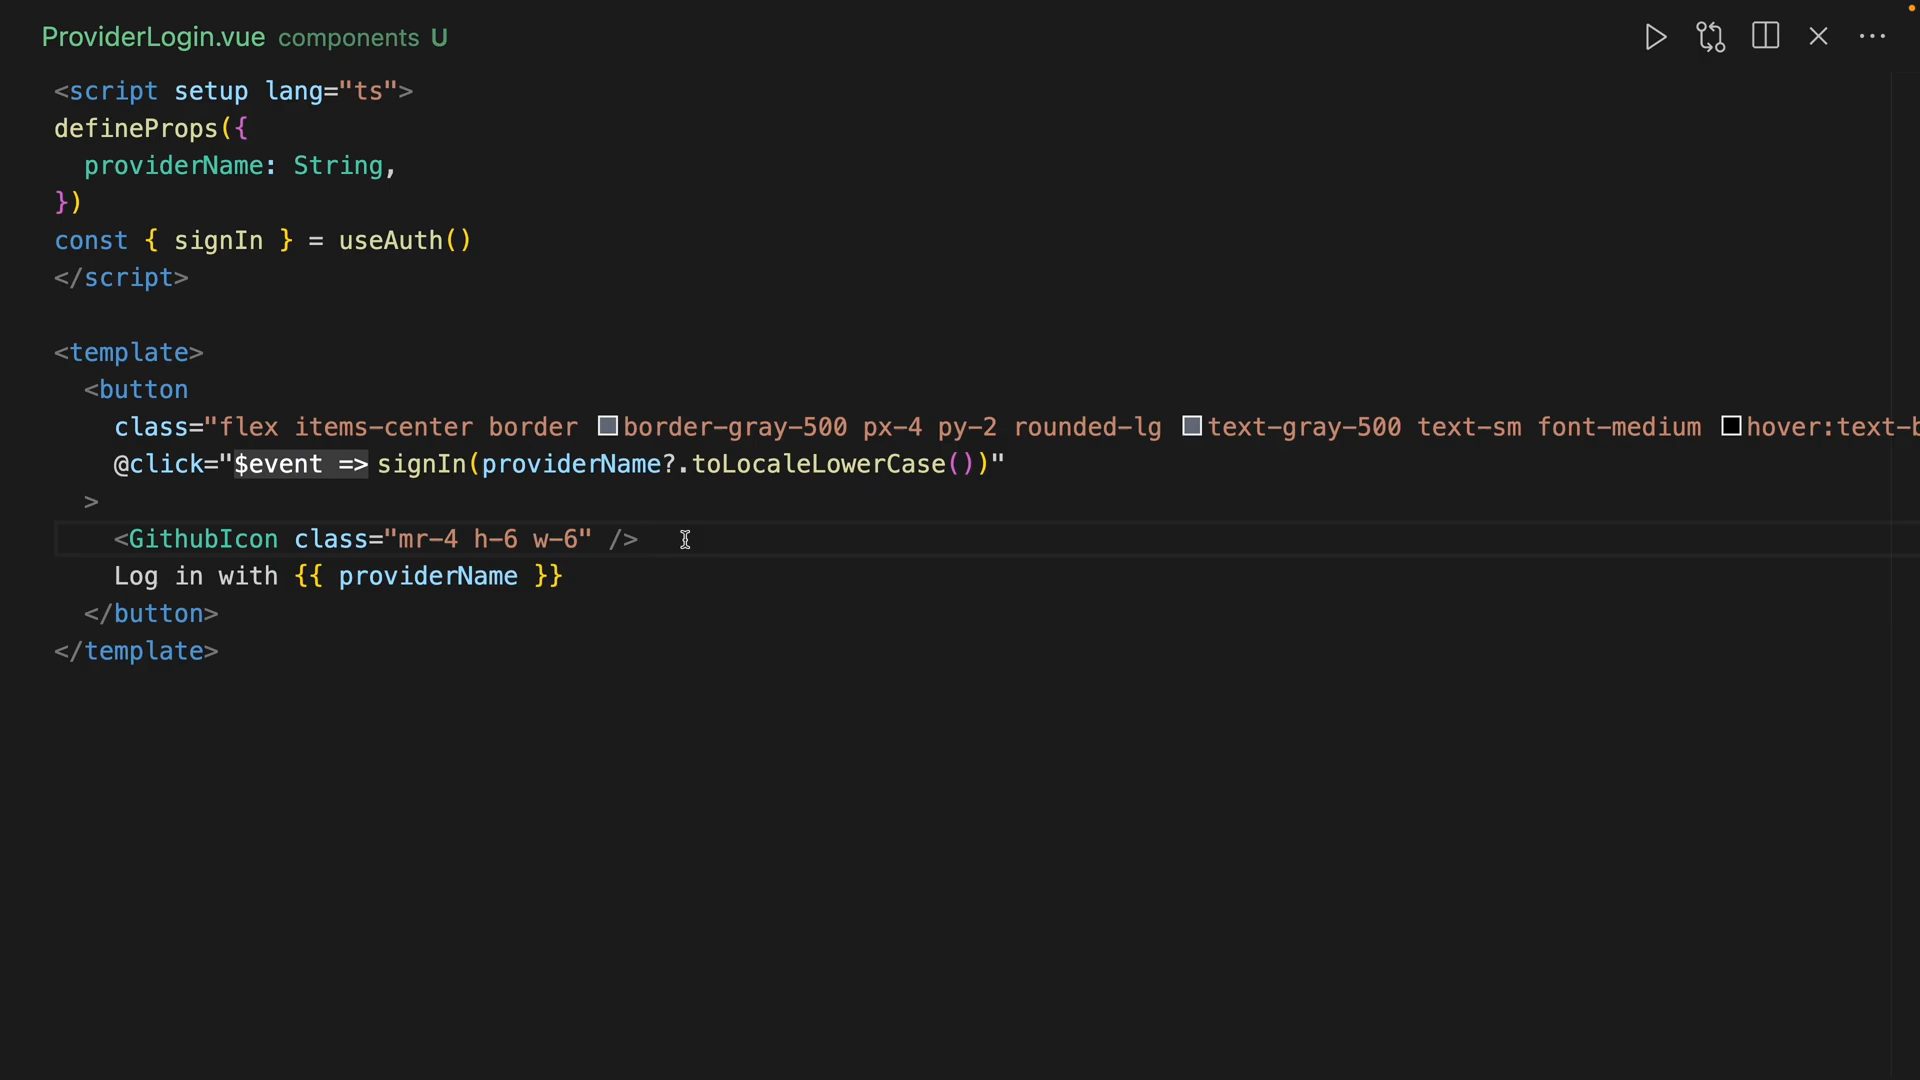 ProviderLogin.vue components U
<script setup lang="ts">
defineProps({
  providerName: String,
})
const { signIn } = useAuth()
</script>
<template>
  <button
    class="flex items-center border border-gray-500 px-4 py-2 rounded-lg text-gray-500 text-sm font-medium hover:text-b
    @click="$event => signIn(providerName?.toLocaleLowerCase())"
  >
    <GithubIcon class="mr-4 h-6 w-6" />
    Log in with {{ providerName }}
  </button>
</template>